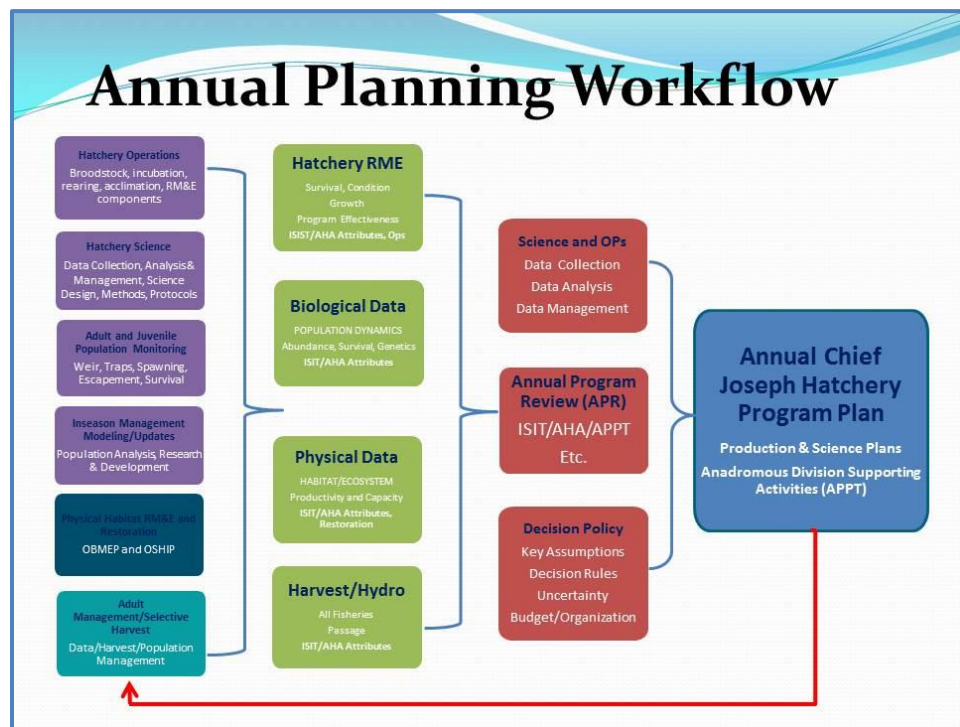 Annual Planning Workflow
Hatchery Operations
Broodstock, incubation,
rearing, acclimation, RM&E
components
Hatchery Science
Data Collection, Analysis&
Management, Science
Design, Methods, Protocols
Adult and Juvenile
Population Monitoring
Weir, Traps, Spawning,
Escapement, Survival
Inseason Management
Modeling/Updates
Population Analysis, Research
& Development
Physical Habitat RM&E and
Restoration
OBMEP and OSHIP
Adult
Management/Selective
Harvest
Data/Harvest/Population
Management
Hatchery RME
Survival, Condition
Growth
Program Effectiveness
ISIST/AHA Attributes, Ops
Biological Data
POPULATION DYNAMICS
Abundance, Survival, Genetics
ISIT/AHA Attributes
Physical Data
HABITAT/ECOSYSTEM
Productivity and Capacity
ISIT/AHA Attributes,
Restoration
Harvest/Hydro
All Fisheries
Passage
ISIT/AHA Attributes
Science and OPs
Data Collection
Data Analysis
Data Management
Annual Program
Review (APR)
ISIT/AHA/APPT
Etc.
Decision Policy
Key Assumptions
Decision Rules
Uncertainty
Budget/Organization
Annual Chief
Joseph Hatchery
Program Plan
Production & Science Plans
Anadromous Division Supporting
Activities (APPT)